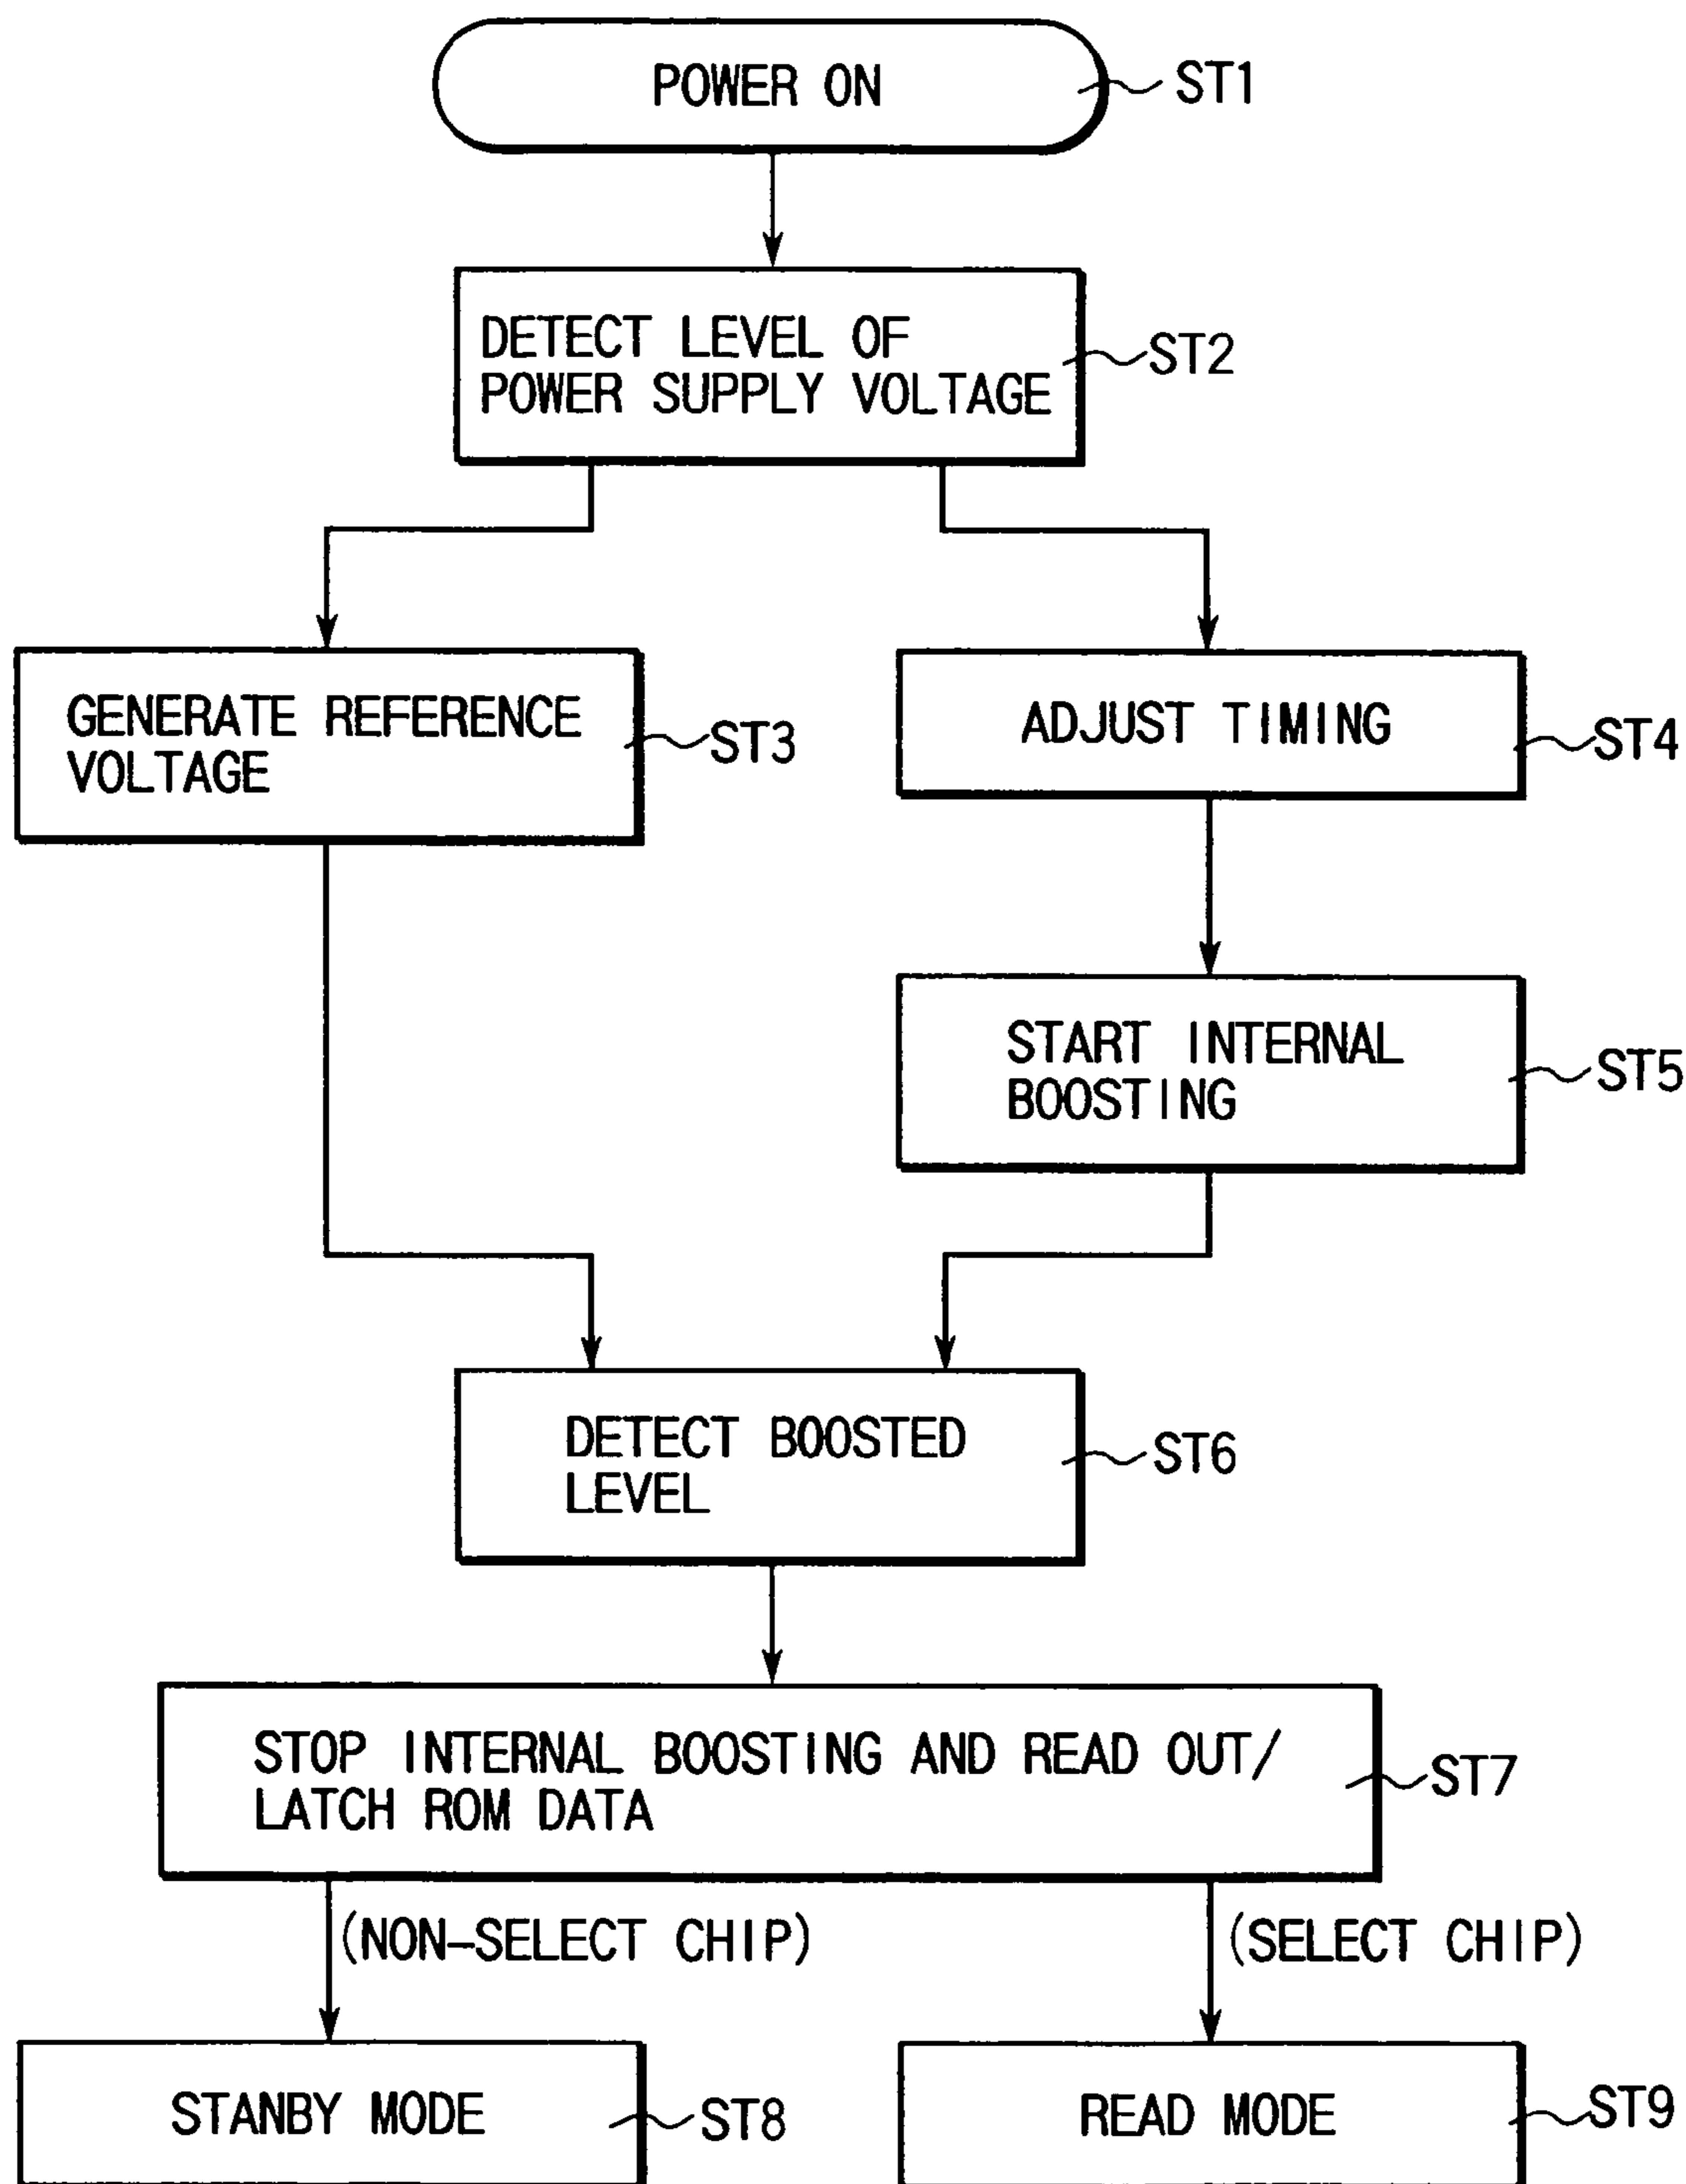 POWER ON
ST1
DETECT LEVEL OF
POWER SUPPLY VOLTAGE
ST2
GENERATE REFERENCE
VOLTAGE
ST3
ADJUST TIMING
ST4
START INTERNAL
BOOSTING
ST5
DETECT BOOSTED
LEVEL
ST6
STOP INTERNAL BOOSTING AND READ OUT/
LATCH ROM DATA
ST7
(NON-SELECT CHIP)
(SELECT CHIP)
STANBY MODE
ST8
READ MODE
ST9